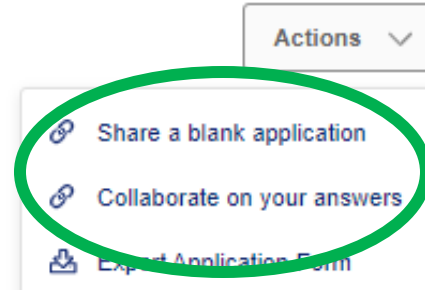 Actions
Share a blank application
Collaborate on your answers
Export Application Form